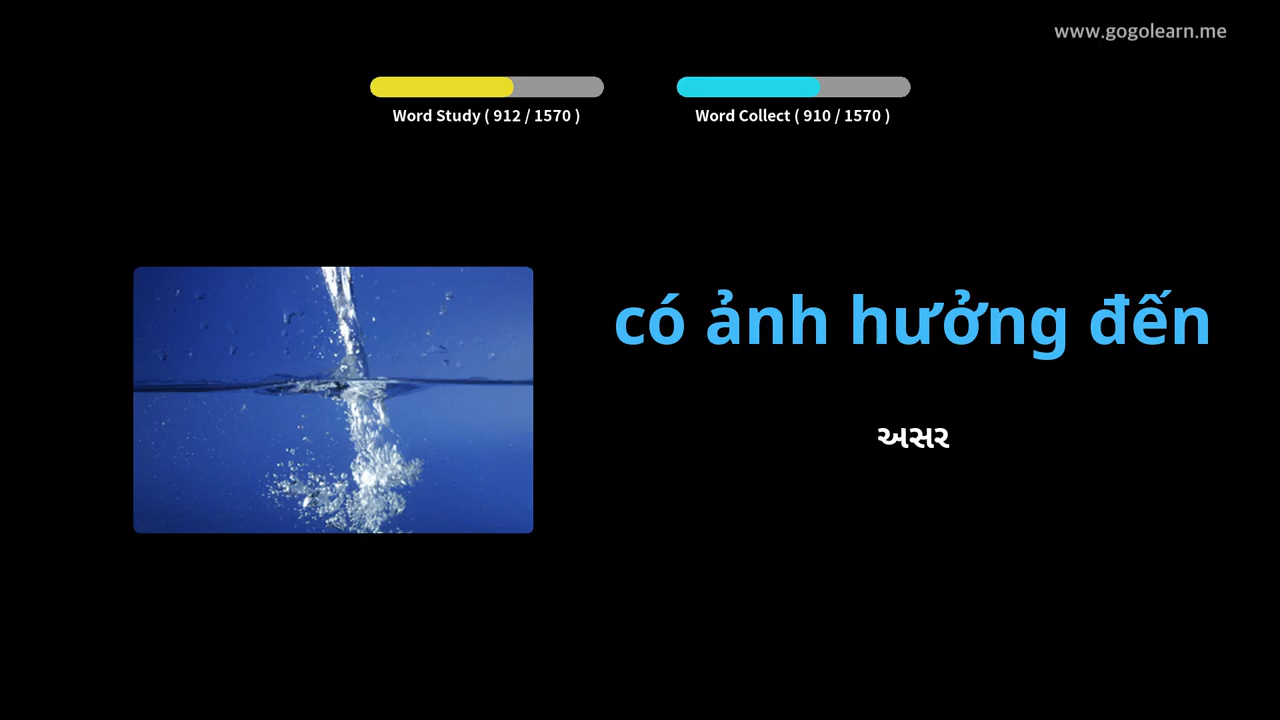 www.gogolearn.me
Word Study ( 912 / 1570 )
Word Collect ( 910 / 1570 )
có ảnh hưởng đến
અસર